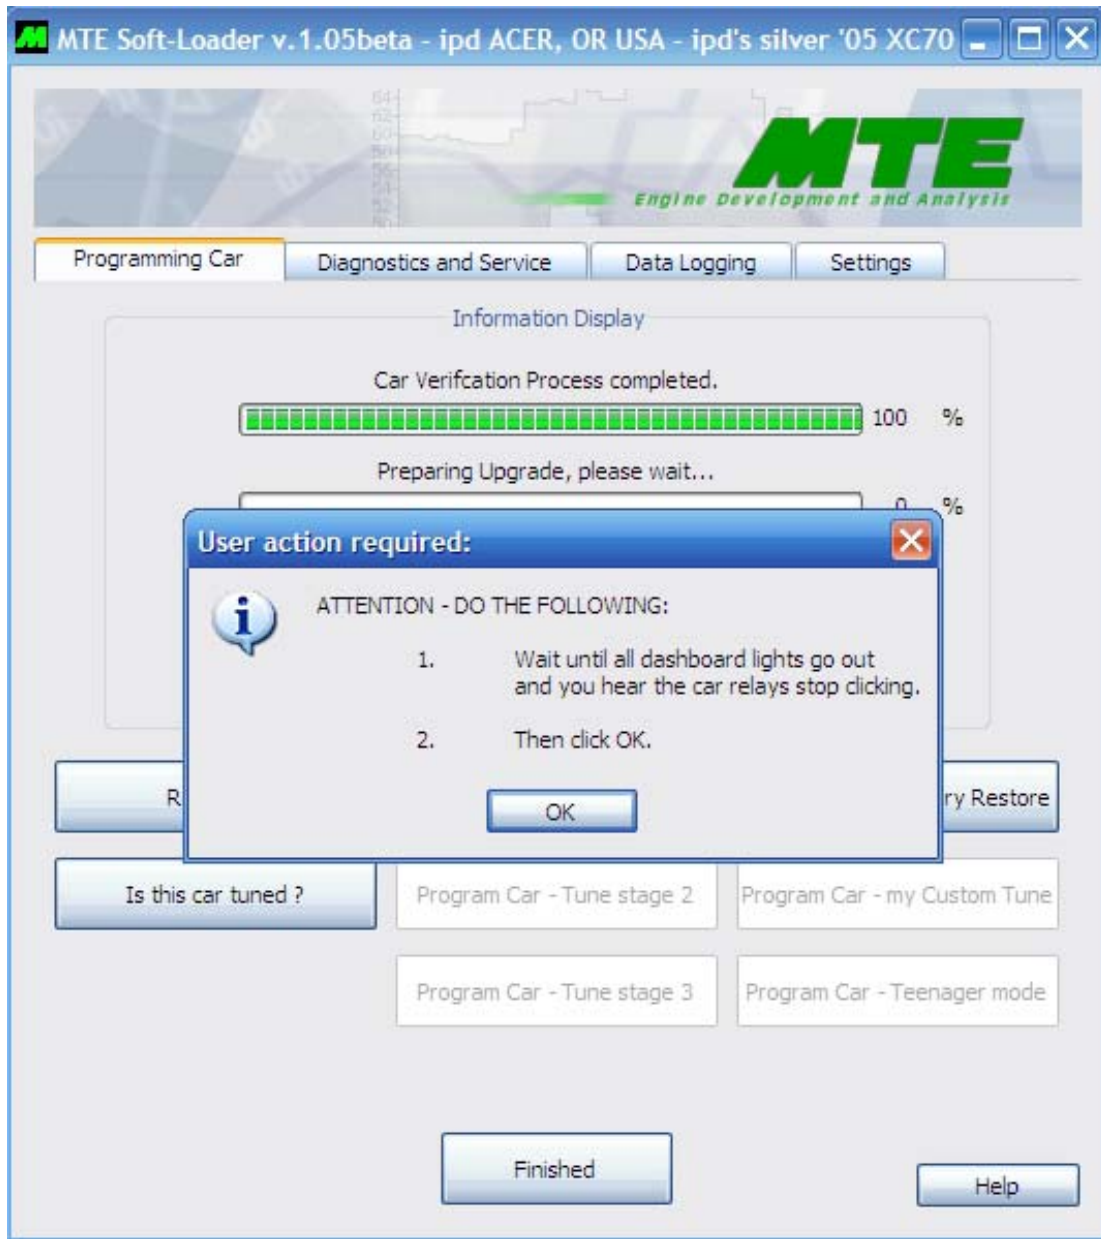 MTE Soft-Loader v.1.05beta - ipd ACER, OR USA - ipd's silver '05 XC70
MTE
Engine Development and Analysis
Programming Car
Diagnostics and Service
Data Logging
Settings
Information Display
Car Verifcation Process completed.
100 %
Preparing Upgrade, please wait...
0 %
User action required:
ATTENTION - DO THE FOLLOWING:
1. Wait until all dashboard lights go out
and you hear the car relays stop clicking.
2. Then click OK.
OK
Restore
Is this car tuned ?
Program Car - Tune stage 2
Program Car - my Custom Tune
Program Car - Tune stage 3
Program Car - Teenager mode
Finished
Help